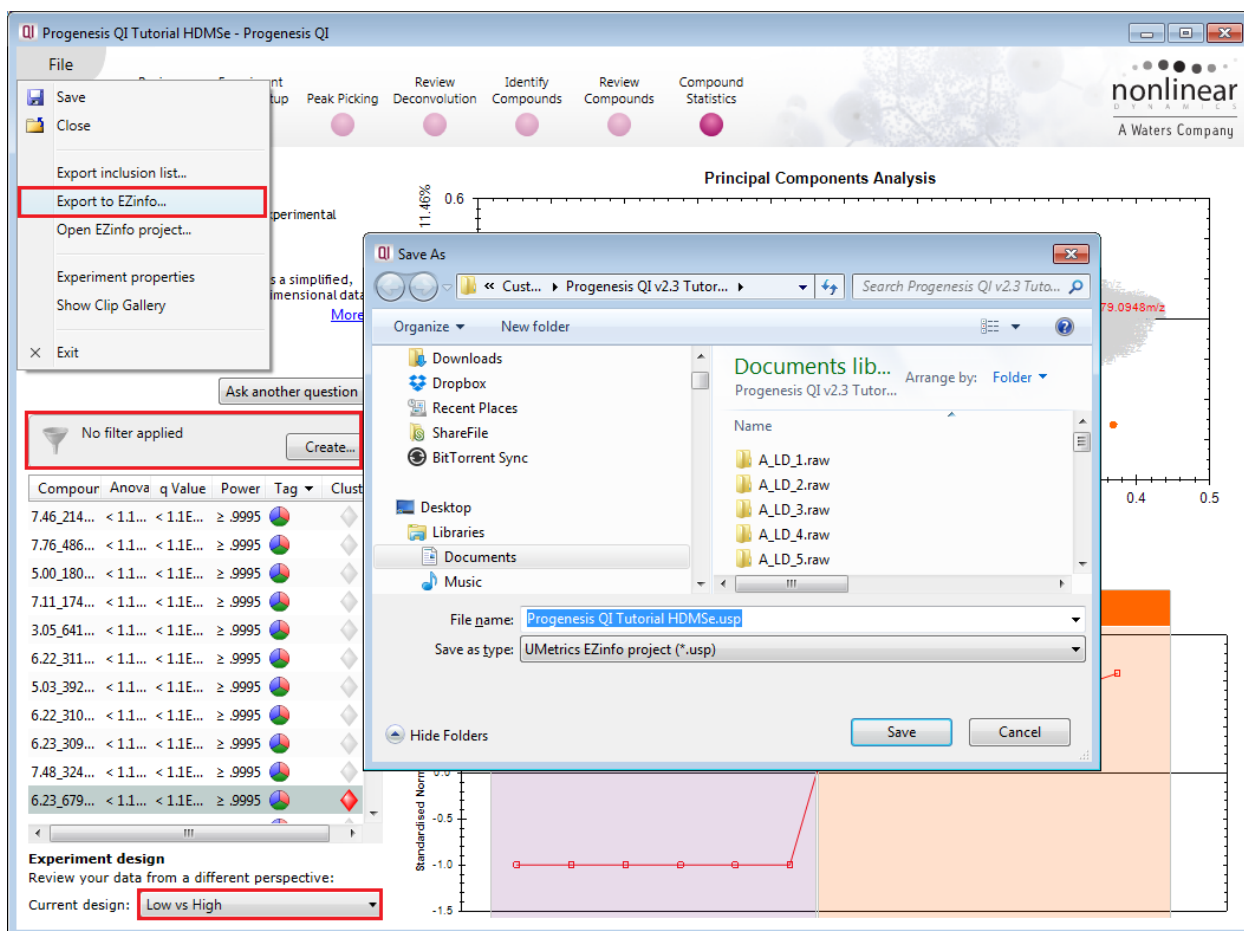 Progenesis QI Tutorial HDMSe - Progenesis QI
File
Save
Close
Export inclusion list...
Export to EZinfo...
Open EZinfo project...
Experiment properties
Show Clip Gallery
Exit
Peak Picking
Review Deconvolution
Identify Compounds
Review Compounds
Compound Statistics
nonlinear
DYNAMICS
A Waters Company
s a simplified,
More
Ask another question
No filter applied
Create...
Compour Anova q Value Power Tag Clust
7.46_214... < 1.1... < 1.1E... ≥ .9995
7.76_486... < 1.1... < 1.1E... ≥ .9995
5.00_180... < 1.1... < 1.1E... ≥ .9995
7.11_174... < 1.1... < 1.1E... ≥ .9995
3.05_641... < 1.1... < 1.1E... ≥ .9995
6.22_311... < 1.1... < 1.1E... ≥ .9995
5.03_392... < 1.1... < 1.1E... ≥ .9995
6.22_310... < 1.1... < 1.1E... ≥ .9995
6.23_309... < 1.1... < 1.1E... ≥ .9995
7.48_324... < 1.1... < 1.1E... ≥ .9995
6.23_679... < 1.1... < 1.1E... ≥ .9995
Experiment design
Review your data from a different perspective:
Current design: Low vs High
Principal Components Analysis
11.46%
0.6
79.0948m/z
0.4 0.5
Save As
« Cust... Progenesis QI v2.3 Tutor...
Search Progenesis QI v2.3 Tuto...
Organize New folder
Downloads
Dropbox
Recent Places
ShareFile
BitTorrent Sync
Desktop
Libraries
Documents
Music
Documents lib...
Progenesis QI v2.3 Tutor...
Arrange by: Folder
Name
A_LD_1.raw
A_LD_2.raw
A_LD_3.raw
A_LD_4.raw
A_LD_5.raw
File name: Progenesis QI Tutorial HDMSe.usp
Save as type: UMetrics EZinfo project (*.usp)
Hide Folders
Save Cancel
Standardised Norm
0.0
-0.5
-1.0
-1.5